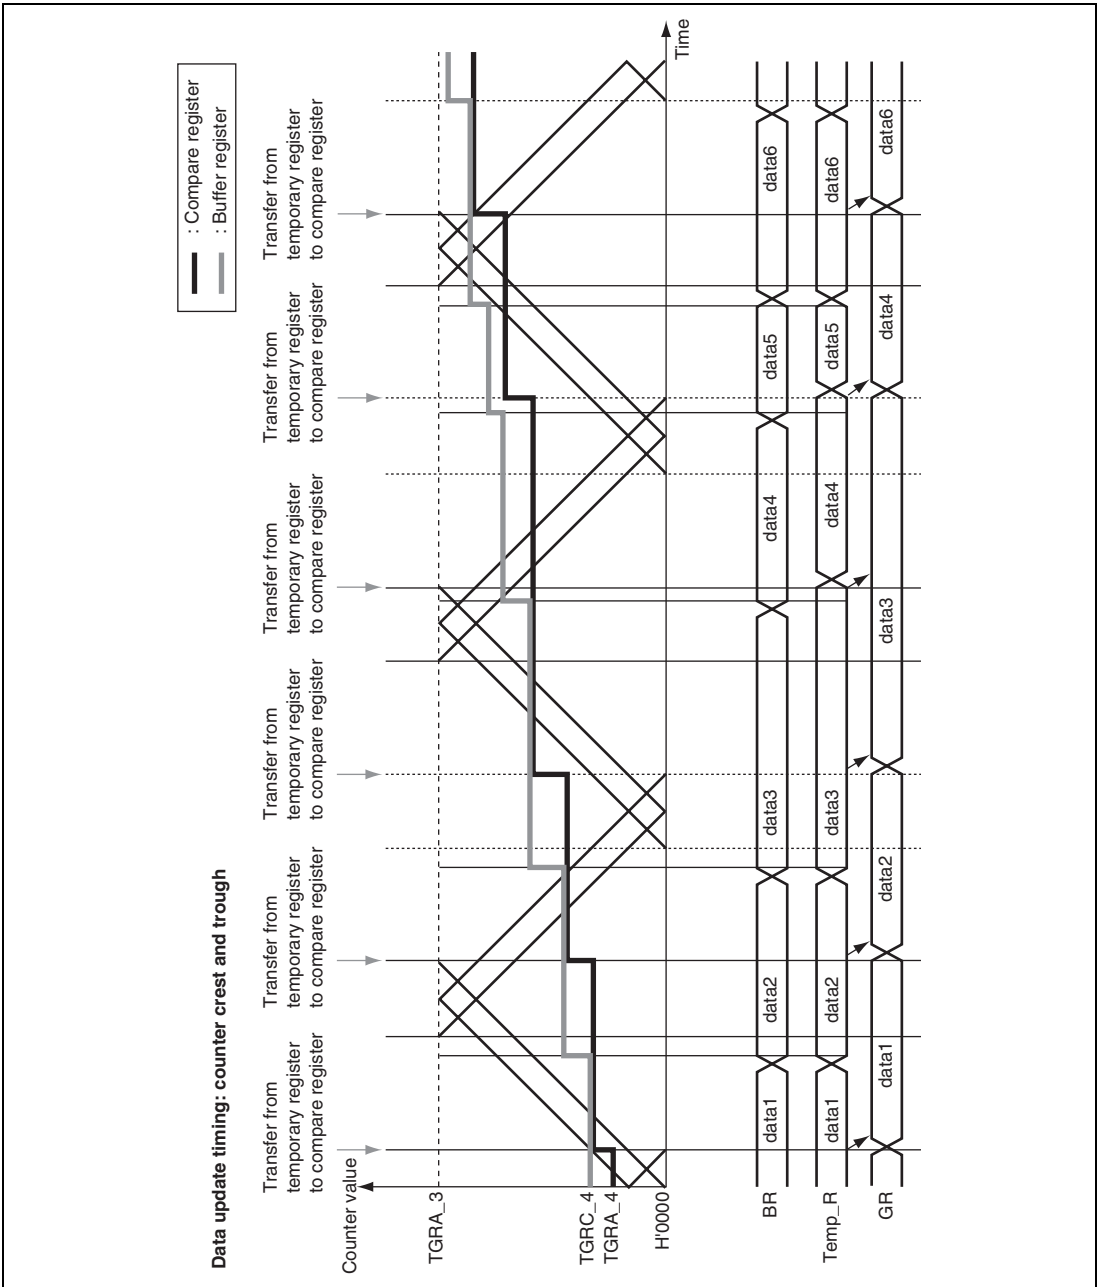 Data update timing: counter crest and trough
: Compare register
: Buffer register
Transfer from
temporary register
to compare register
Transfer from
temporary register
to compare register
Transfer from
temporary register
to compare register
Transfer from
temporary register
to compare register
Transfer from
temporary register
to compare register
Transfer from
temporary register
to compare register
Counter value
TGRA_3
TGRC_4
TGRA_4
H'0000
Time
BR
data1
data2
data3
data4
data5
data6
Temp_R
data1
data2
data3
data4
data5
data6
GR
data1
data2
data3
data4
data6